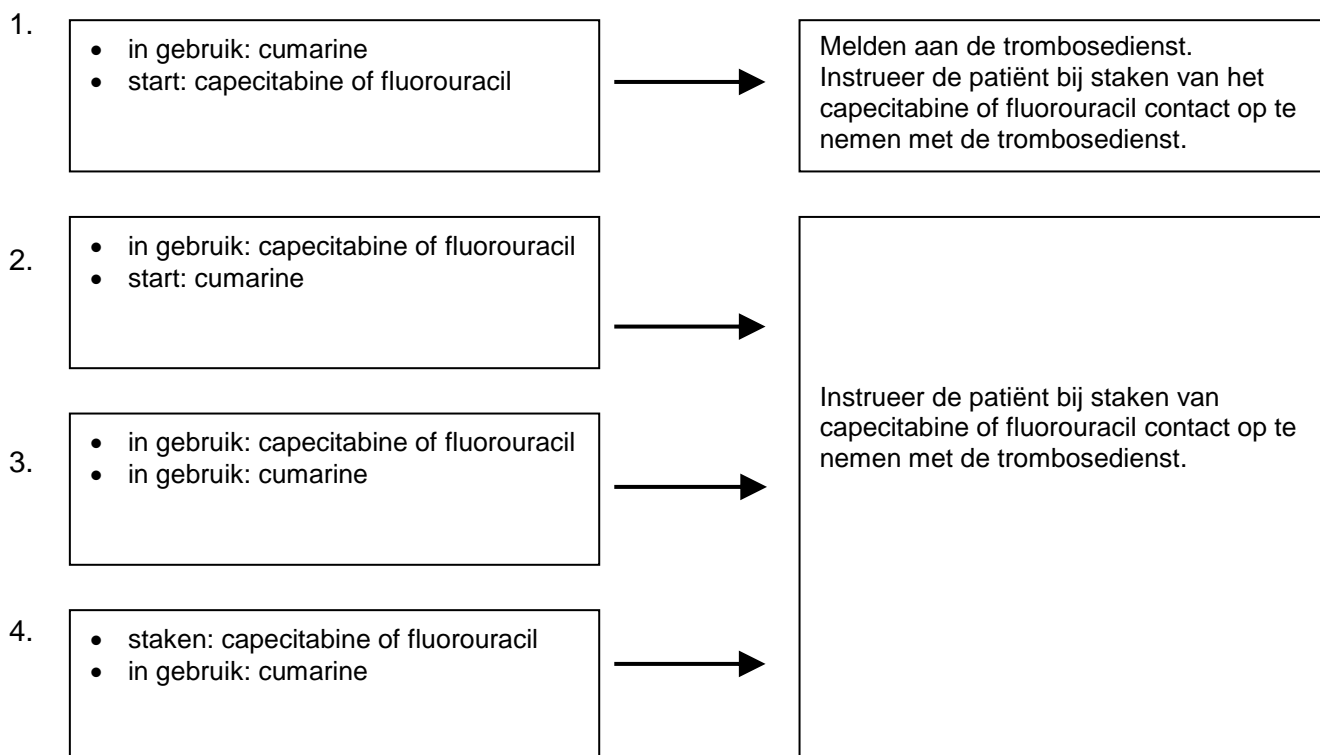 1.
• in gebruik: cumarine
• start: capecitabine of fluorouracil
Melden aan de trombosedienst.
Instrueer de patiënt bij staken van het
capecitabine of fluorouracil contact op te
nemen met de trombosedienst.
2.
• in gebruik: capecitabine of fluorouracil
• start: cumarine
3.
• in gebruik: capecitabine of fluorouracil
• in gebruik: cumarine
Instrueer de patiënt bij staken van
capecitabine of fluorouracil contact op te
nemen met de trombosedienst.
4.
• staken: capecitabine of fluorouracil
• in gebruik: cumarine